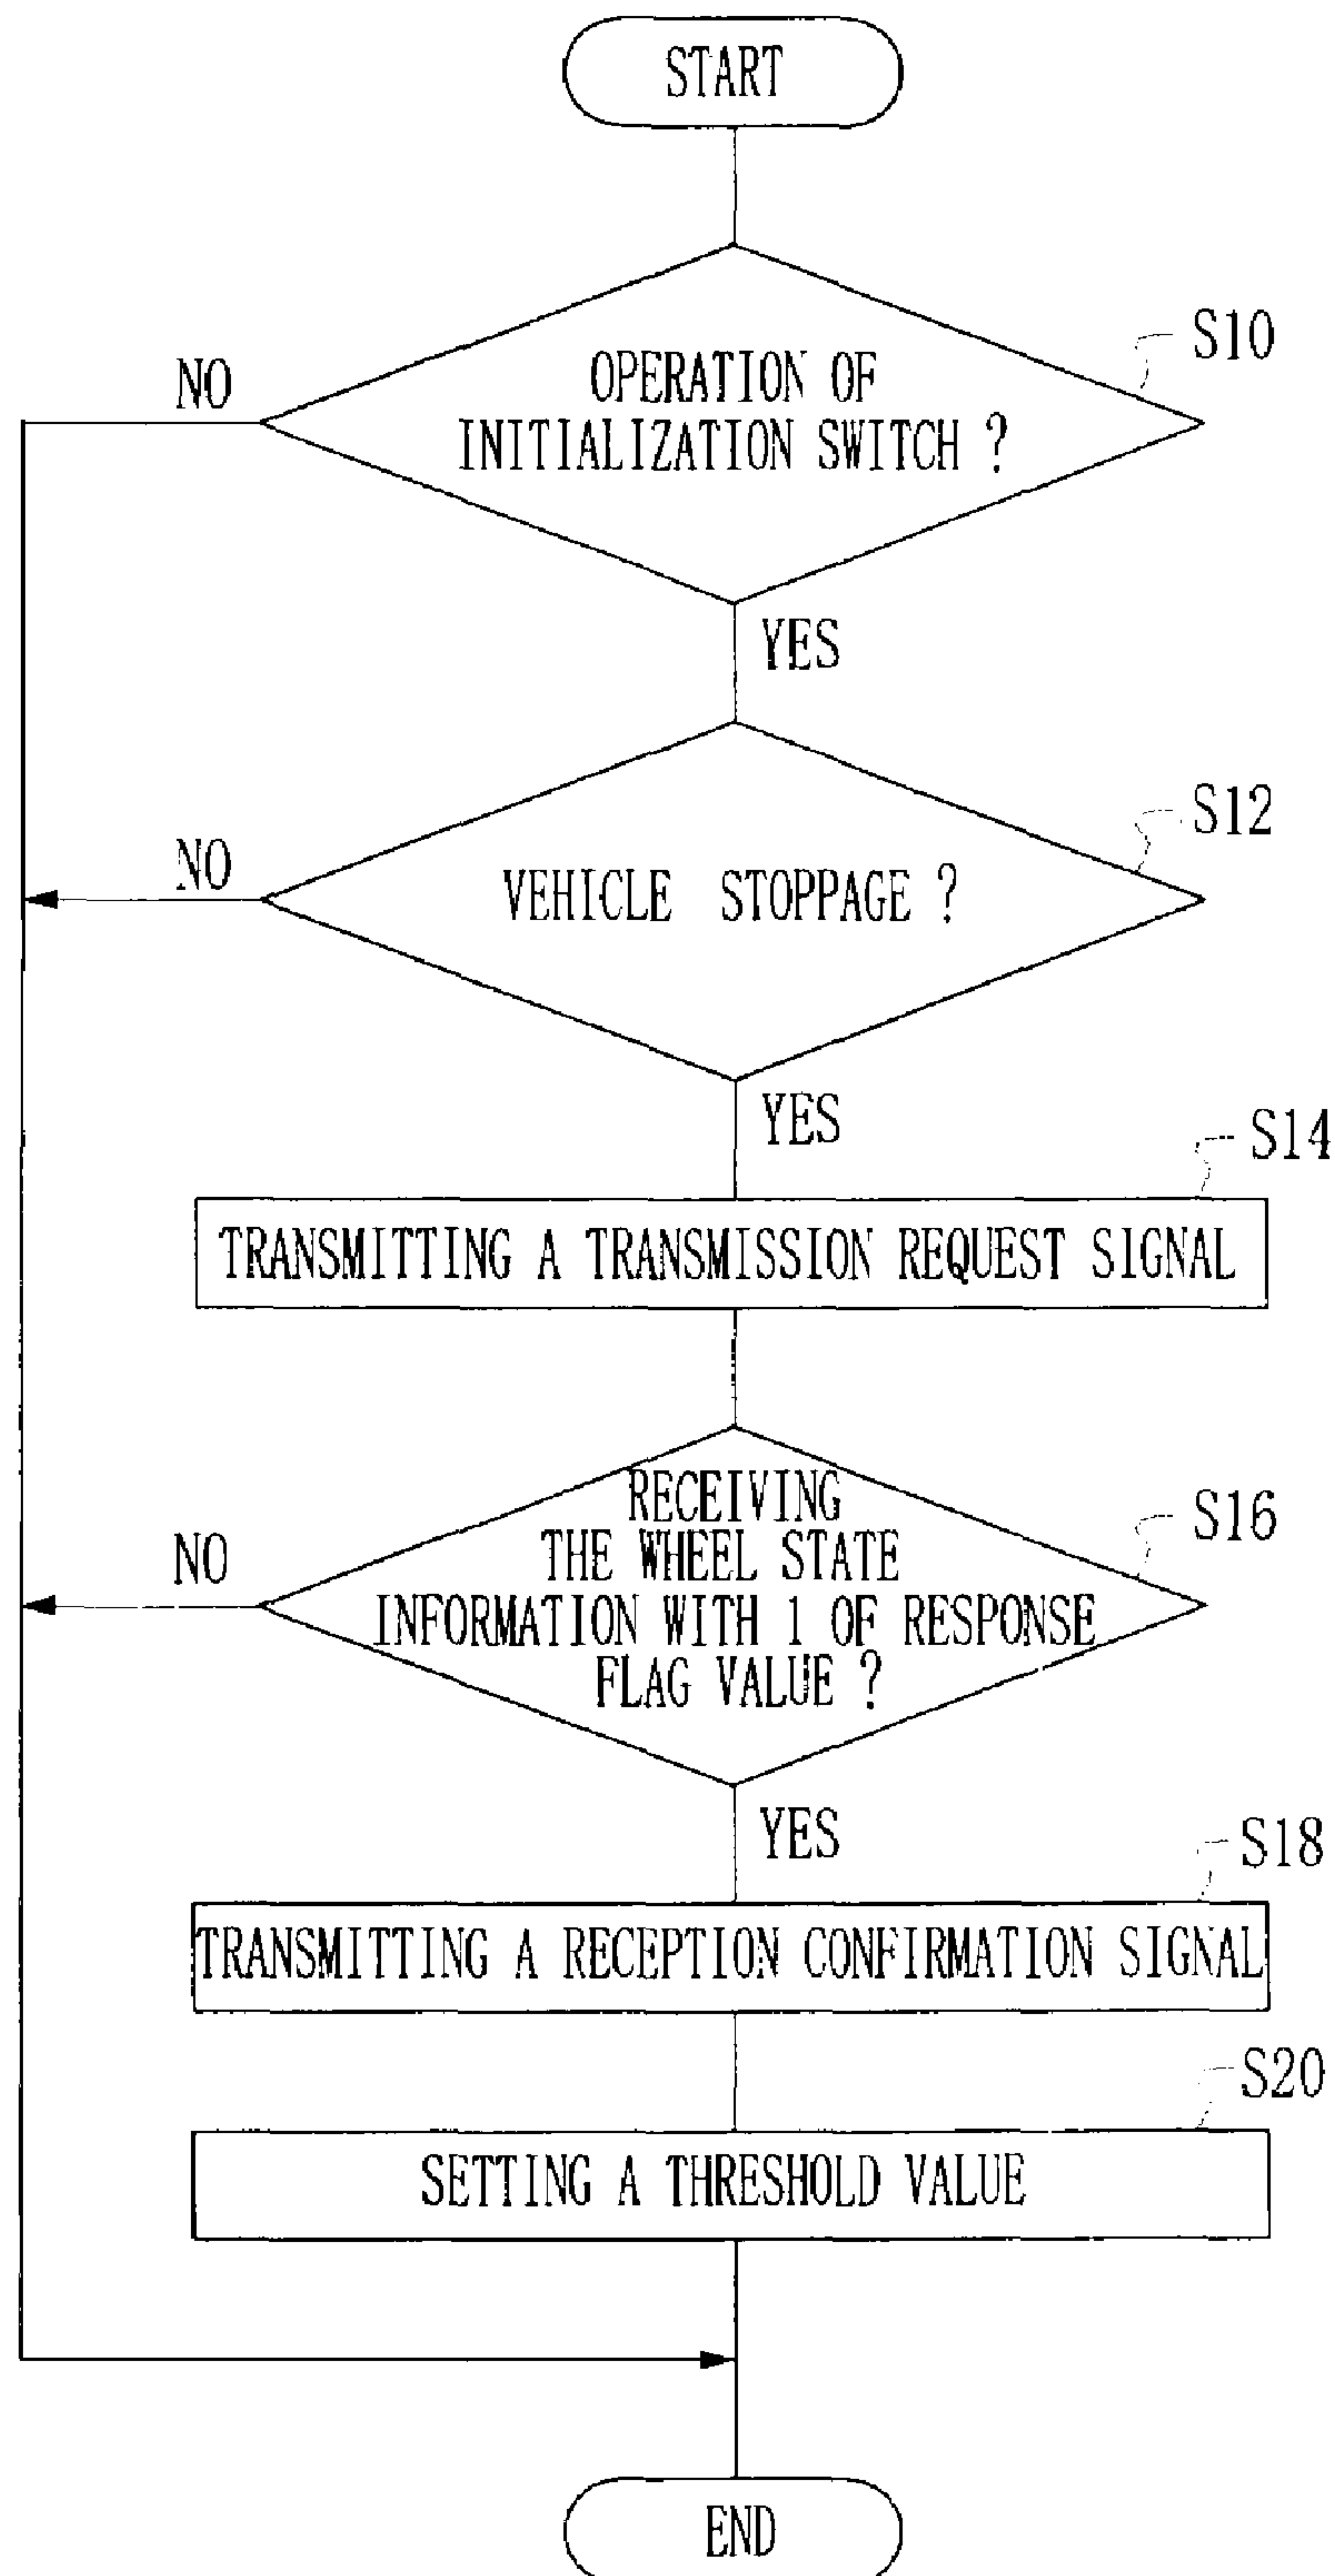 START
S10
NO
OPERATION OF
INITIALIZATION SWITCH ?
YES
S12
NO
VEHICLE STOPPAGE ?
YES
S14
TRANSMITTING A TRANSMISSION REQUEST SIGNAL
RECEIVING
S16
NO
THE WHEEL STATE
INFORMATION WITH 1 OF RESPONSE
FLAG VALUE ?
YES
S18
TRANSMITTING A RECEPTION CONFIRMATION SIGNAL
S20
SETTING A THRESHOLD VALUE
END